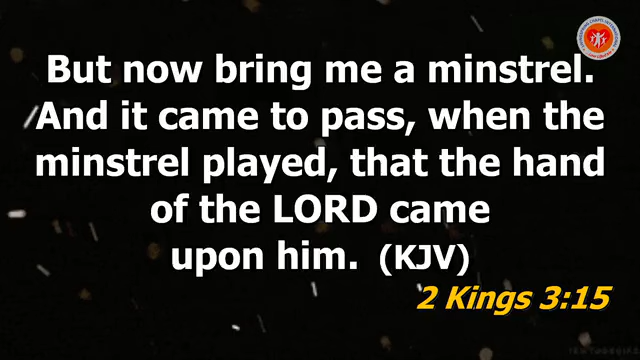 But now bring me a minstrel.
And it came to pass, when the
minstrel played, that the hand
of the LORD came
upon him. (KJV)
2 Kings 3:15